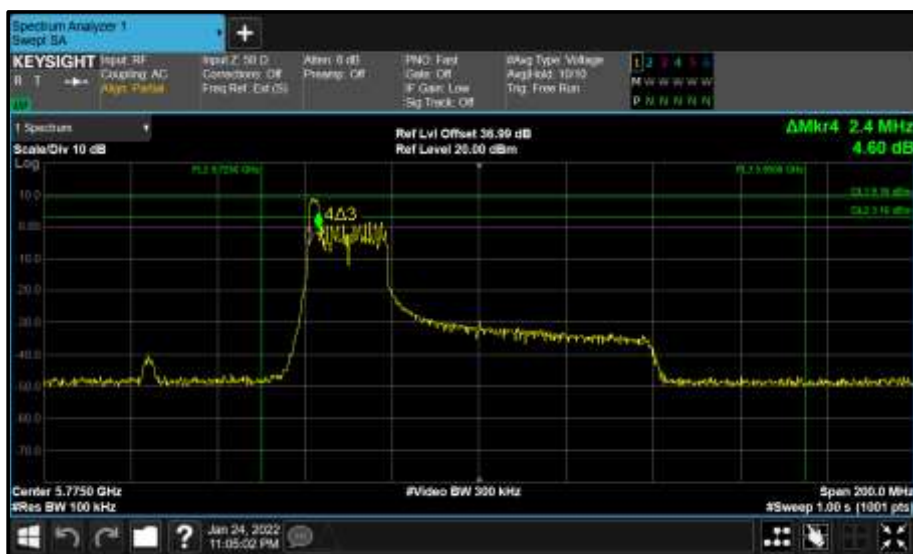 Spectrum Analyzer 1
Swept SA
+
KEYSIGHT
R T
Input: RF
Coupling: AC
Align: Partial
Input Z: 50 Ω
Corrections: Off
Freq Ref: Ext (S)
Atten: 0 dB
Preamp: Off
PNO: Fast
Gate: Off
IF Gain: Low
Sig Track: Off
#Avg Type: Voltage
Avg|Hold: 10/10
Trig: Free Run
1 2 3 4 5 6
M W W W W W
P N N N N N
1 Spectrum
Scale/Div 10 dB
Ref Lvl Offset 36.99 dB
Ref Level 20.00 dBm
ΔMkr4 2.4 MHz
4.60 dB
Log
10.0
0.00
-10.0
-20.0
-30.0
-40.0
-50.0
-60.0
-70.0
4Δ3
Center 5.7750 GHz
#Res BW 100 kHz
#Video BW 300 kHz
Span 200.0 MHz
#Sweep 1.00 s (1001 pts)
?
Jan 24, 2022
11:05:02 PM